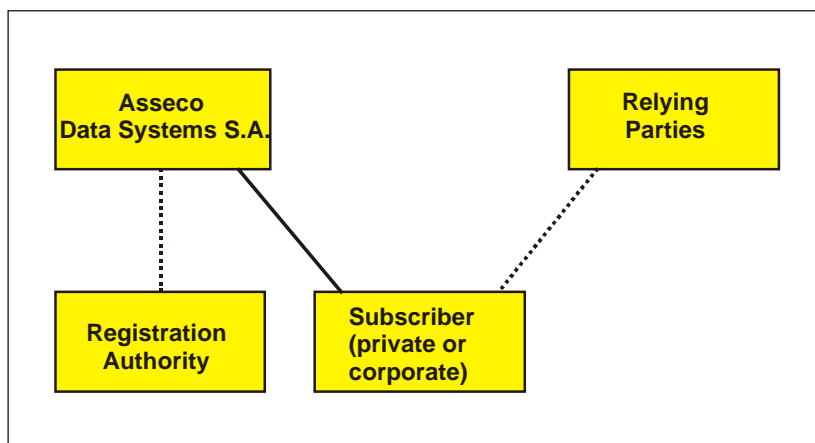 Asseco
Data Systems S.A.
Relying
Parties
Registration
Authority
Subscriber
(private or
corporate)